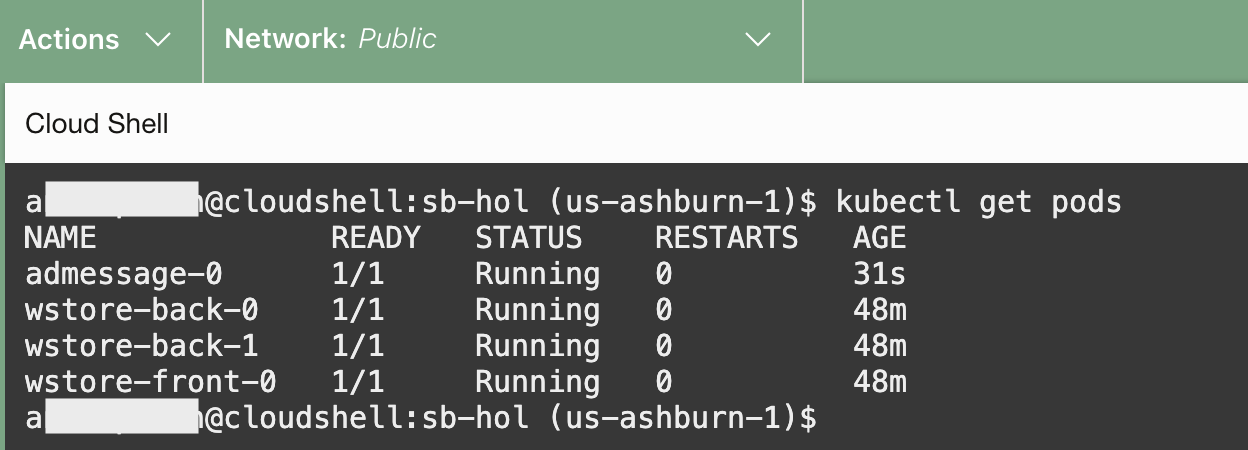 Actions Network: Public
Cloud Shell
@cloudshell:sb-hol (us-ashburn-1)$ kubectl get pods
NAME READY STATUS RESTARTS AGE
admessage-0 1/1 Running 0 31s
wstore-back-0 1/1 Running 0 48m
wstore-back-1 1/1 Running 0 48m
wstore-front-0 1/1 Running 0 48m
@cloudshell:sb-hol (us-ashburn-1)$